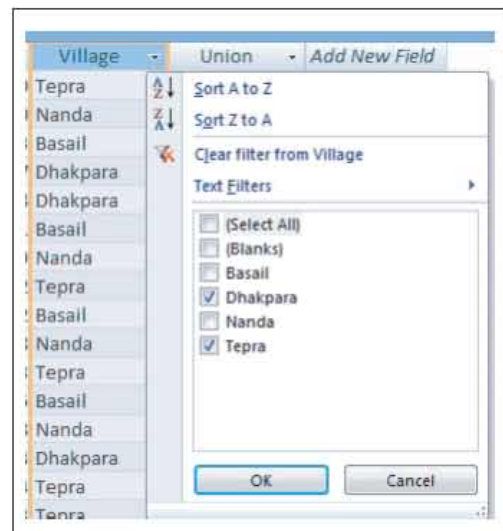 Village Union Add New Field
Tepra
Nanda
Basail
Dhakpara
Dhakpara
Basail
Nanda
Tepra
Basail
Nanda
Tepra
Basail
Nanda
Dhakpara
Tepra
Tepra
Sort A to Z
Sort Z to A
Clear filter from Village
Text Filters
(Select All)
(Blanks)
Basail
Dhakpara
Nanda
Tepra
OK Cancel